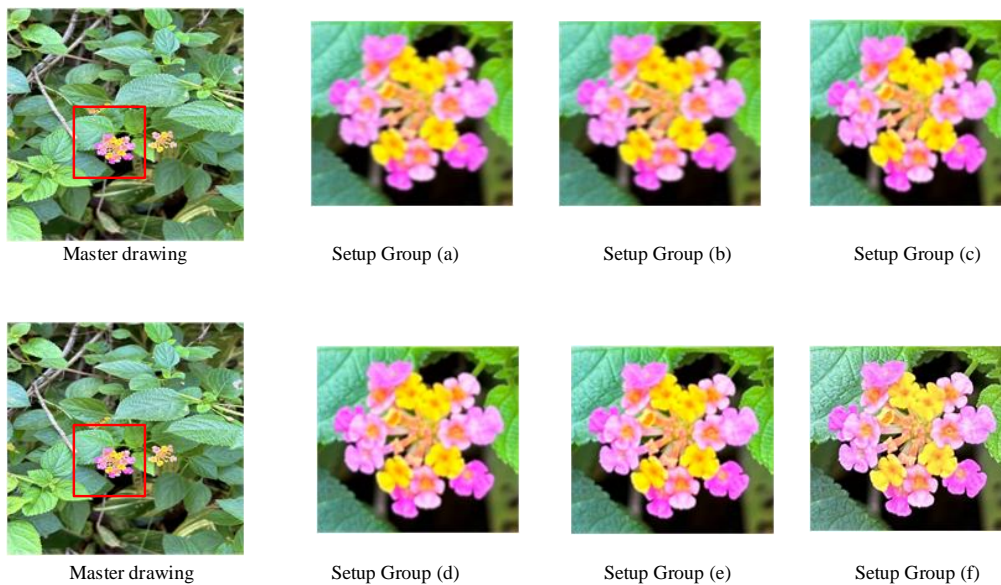 Master drawing
Setup Group (a)
Setup Group (b)
Setup Group (c)
Master drawing
Setup Group (d)
Setup Group (e)
Setup Group (f)